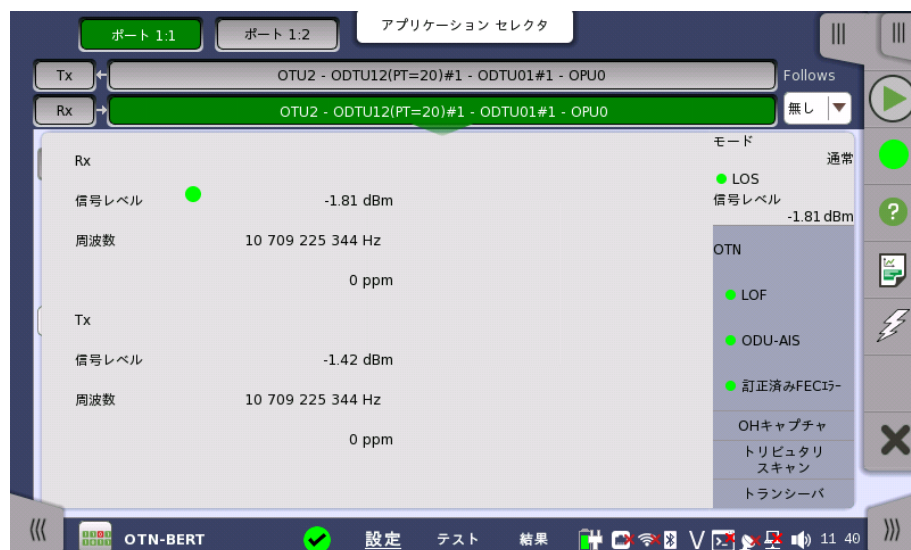 アプリケーション セレクタ
ポート 1:1
ポート 1:2
Tx
OTU2 - ODTU12(PT=20)#1 - ODTU01#1 - OPU0
Follows
Rx
OTU2 - ODTU12(PT=20)#1 - ODTU01#1 - OPU0
無し
Rx
信号レベル
-1.81 dBm
周波数
10 709 225 344 Hz
0 ppm
Tx
信号レベル
-1.42 dBm
周波数
10 709 225 344 Hz
0 ppm
モード
通常
LOS
信号レベル
-1.81 dBm
OTN
LOF
ODU-AIS
訂正済みFECエラー
OHキャプチャ
トリビュタリ
スキャン
トランシーバ
OTN-BERT
設定
テスト
結果
11 40